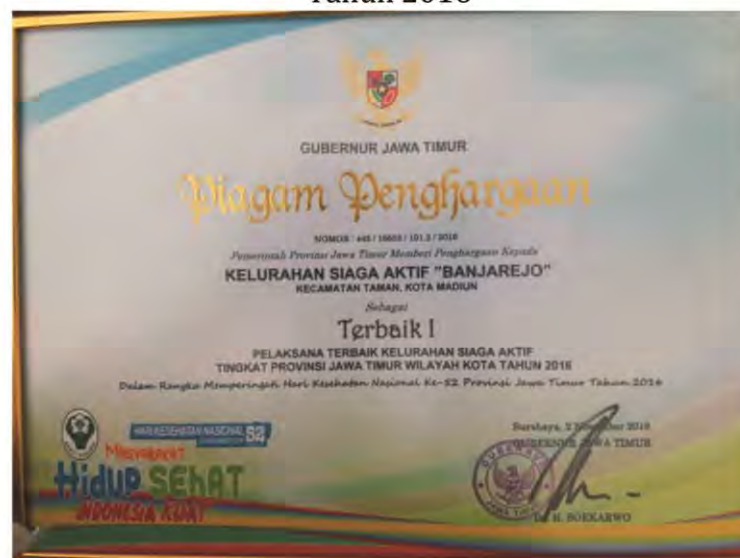 Tahun 2016
GUBERNUR JAWA TIMUR
Piagam Penghargaan
Pemerintah Provinsi Jawa Timur Memberi Penghargaan Kepada
KELURAHAN SIAGA AKTIF "BANJAREJO"
KECAMATAN TAMAN, KOTA MADIUN
Sebagai
Terbaik I
PELAKSANA TERBAIK KELURAHAN SIAGA AKTIF
TINGKAT PROVINSI JAWA TIMUR WILAYAH KOTA TAHUN 2016
Dalam Rangka Memperingati Hari Kesehatan Nasional Ke-52 Provinsi Jawa Timur Tahun 2016
HARI KESEHATAN NASIONAL 52
Masyarakat
Hidup SEHAT
INDONESIA KUAT
Surabaya, 2 November 2016
GUBERNUR JAWA TIMUR
H. SOEKARWO